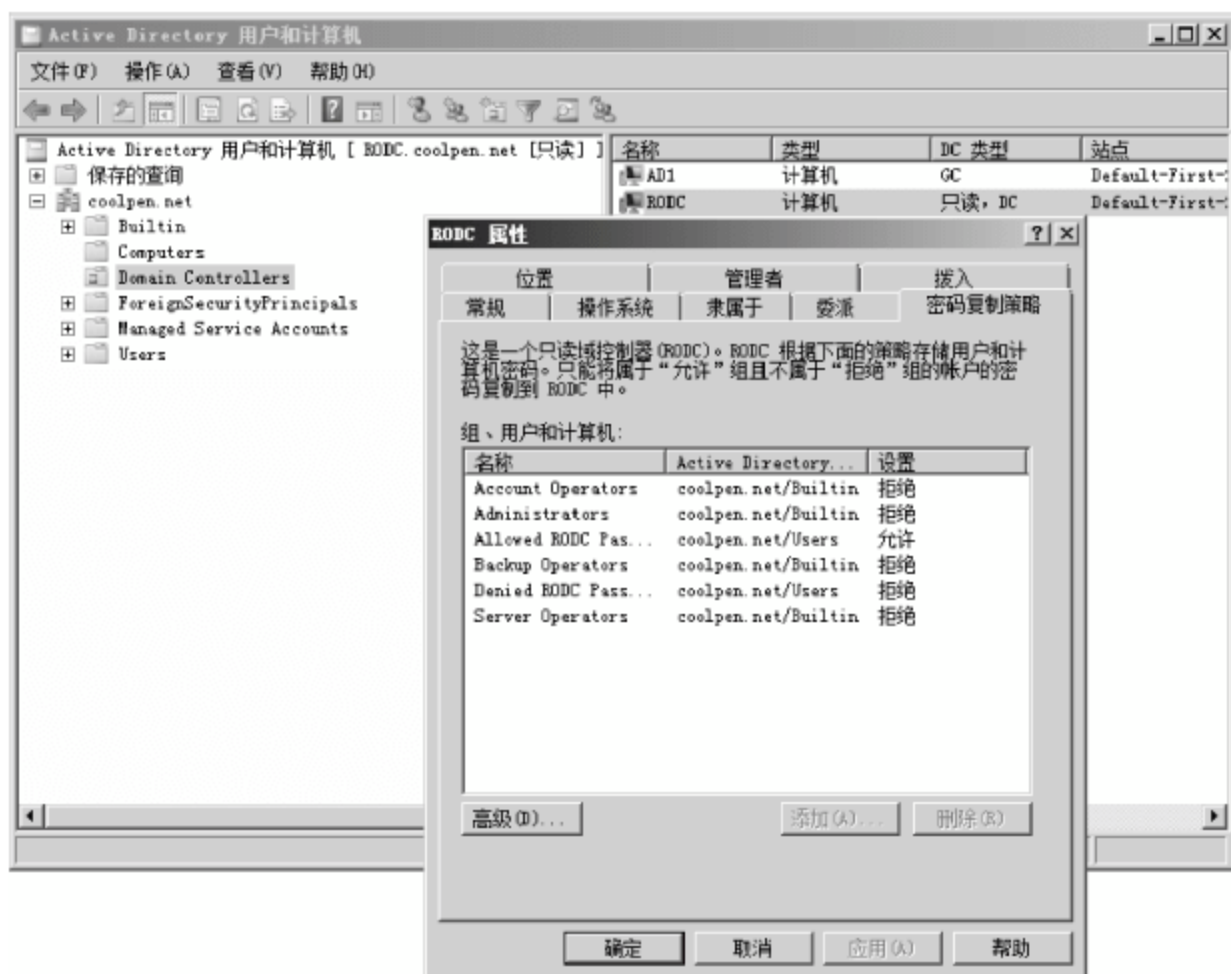 Active Directory 用户和计算机
文件(F) 操作(A) 查看(V) 帮助(H)
Active Directory 用户和计算机 [ RODC.coolpen.net [只读] ]
保存的查询
coolpen.net
Builtin
Computers
Domain Controllers
ForeignSecurityPrincipals
Managed Service Accounts
Users
名称 类型 DC 类型 站点
AD1 计算机 GC Default-First-
RODC 计算机 只读, DC Default-First-
RODC 属性
位置 管理者 拨入
常规 操作系统 隶属于 委派 密码复制策略
这是一个只读域控制器(RODC)。RODC 根据下面的策略存储用户和计
算机密码。只能将属于“允许”组且不属于“拒绝”组的帐户的密
码复制到 RODC 中。
组、用户和计算机:
名称 Active Directory... 设置
Account Operators coolpen.net/Builtin 拒绝
Administrators coolpen.net/Builtin 拒绝
Allowed RODC Pas... coolpen.net/Users 允许
Backup Operators coolpen.net/Builtin 拒绝
Denied RODC Pass... coolpen.net/Users 拒绝
Server Operators coolpen.net/Builtin 拒绝
高级(D)... 添加(A)... 删除(R)
确定 取消 应用(A) 帮助